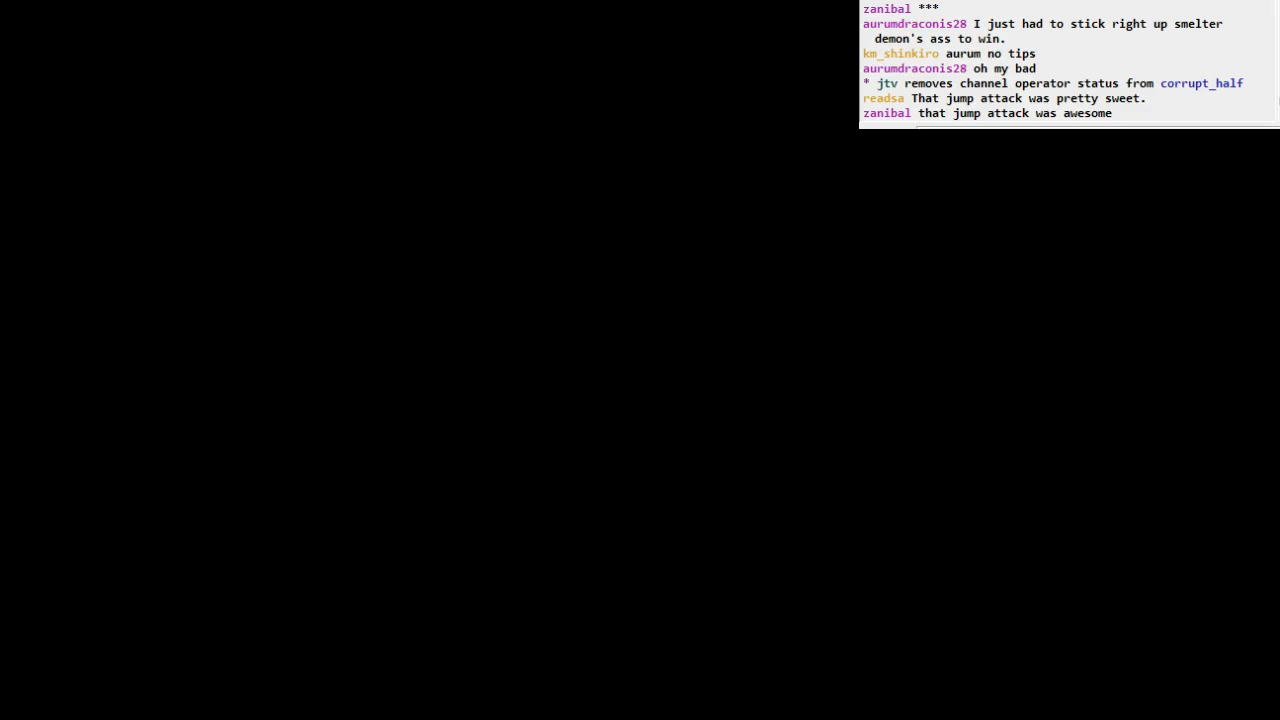 zanibal ***
aurumdraconis28 I just had to stick right up smelter
demon's ass to win.
km_shinkiro aurum no tips
aurumdraconis28 oh my bad
* jtv removes channel operator status from corrupt_half
readsa That jump attack was pretty sweet.
zanibal that jump attack was awesome